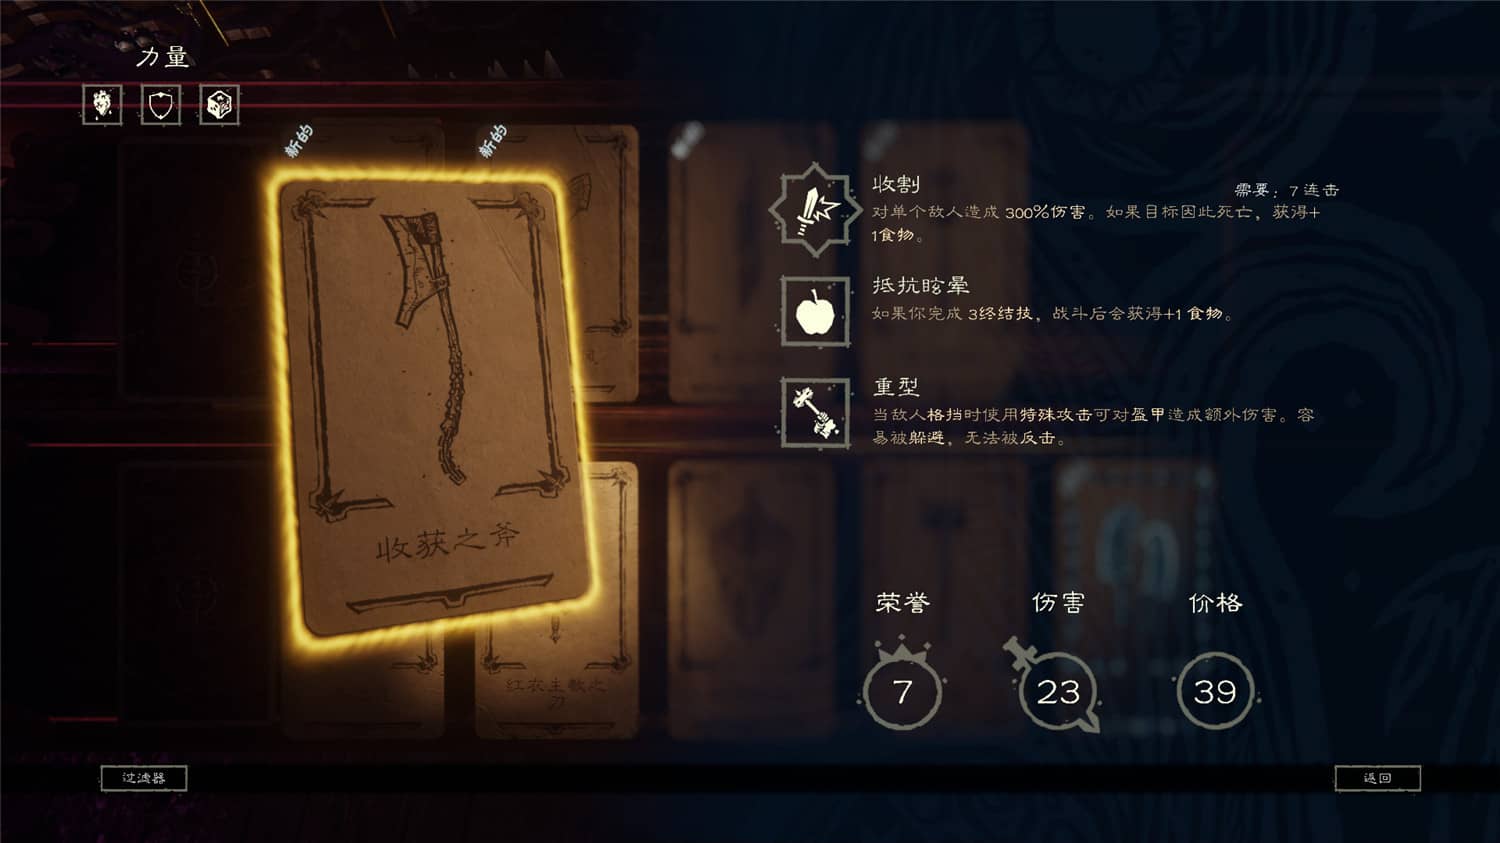 力量
新的
新的
收获之斧
收割
需要：7 连击
对单个敌人造成 300%伤害。如果目标因此死亡，获得+
1食物。
抵抗眩晕
如果你完成 3终结技，战斗后会获得+1 食物。
重型
当敌人格挡时使用特殊攻击可对盔甲造成额外伤害。容
易被躲避，无法被反击。
荣誉
伤害
价格
7
23
39
红衣主教之
刃
过滤器
返回